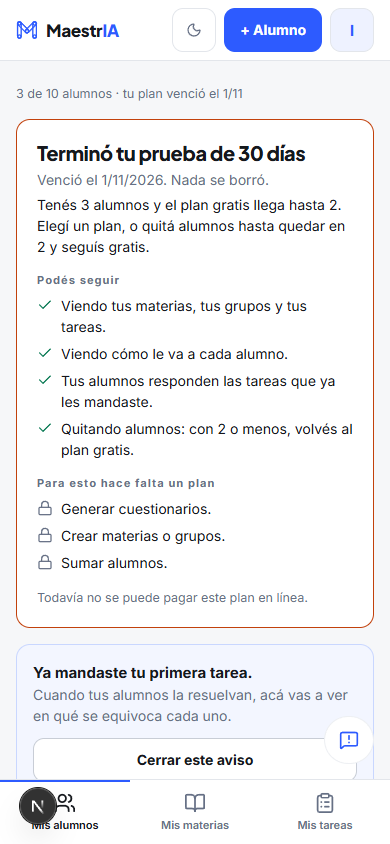 MaestrIA
+ Alumno
I
3 de 10 alumnos · tu plan venció el 1/11
Terminó tu prueba de 30 días
Venció el 1/11/2026. Nada se borró.
Tenés 3 alumnos y el plan gratis llega hasta 2.
Elegí un plan, o quitá alumnos hasta quedar en
2 y seguís gratis.
Podés seguir
Viendo tus materias, tus grupos y tus
tareas.
Viendo cómo le va a cada alumno.
Tus alumnos responden las tareas que ya
les mandaste.
Quitando alumnos: con 2 o menos, volvés al
plan gratis.
Para esto hace falta un plan
Generar cuestionarios.
Crear materias o grupos.
Sumar alumnos.
Todavía no se puede pagar este plan en línea.
Ya mandaste tu primera tarea.
Cuando tus alumnos la resuelvan, acá vas a ver
en qué se equivoca cada uno.
Cerrar este aviso
N
Mis alumnos
Mis materias
Mis tareas